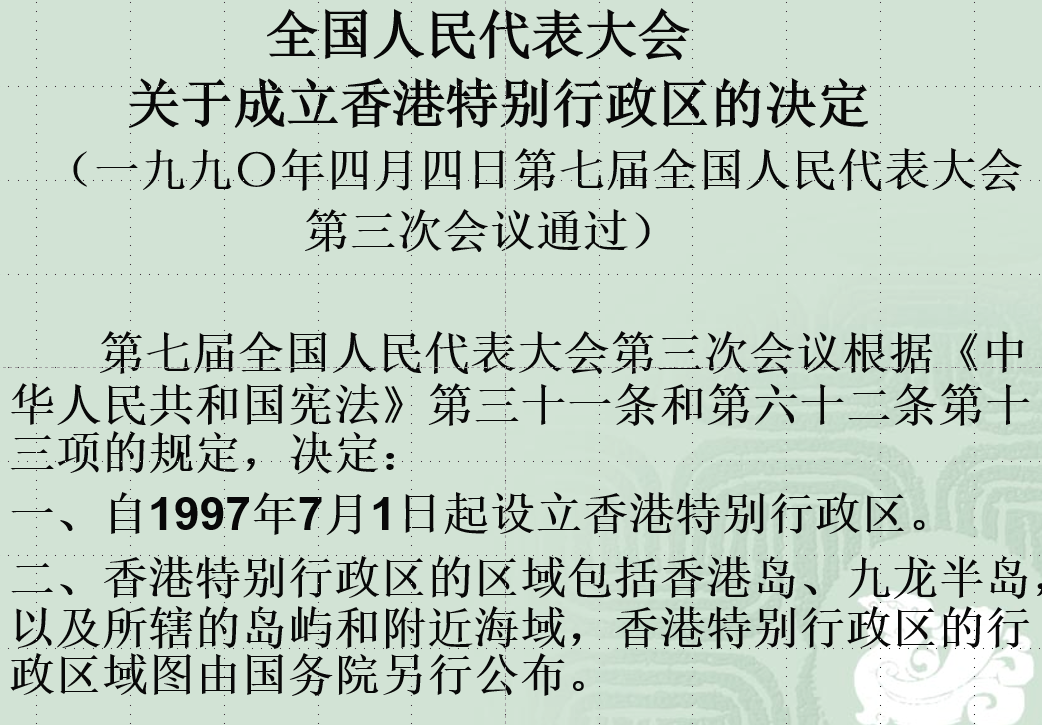 全国人民代表大会
关于成立香港特别行政区的决定
（一九九〇年四月四日第七届全国人民代表大会
第三次会议通过）
第七届全国人民代表大会第三次会议根据《中
华人民共和国宪法》第三十一条和第六十二条第十
三项的规定，决定：
一、自1997年7月1日起设立香港特别行政区。
二、香港特别行政区的区域包括香港岛、九龙半岛，
以及所辖的岛屿和附近海域，香港特别行政区的行
政区域图由国务院另行公布。